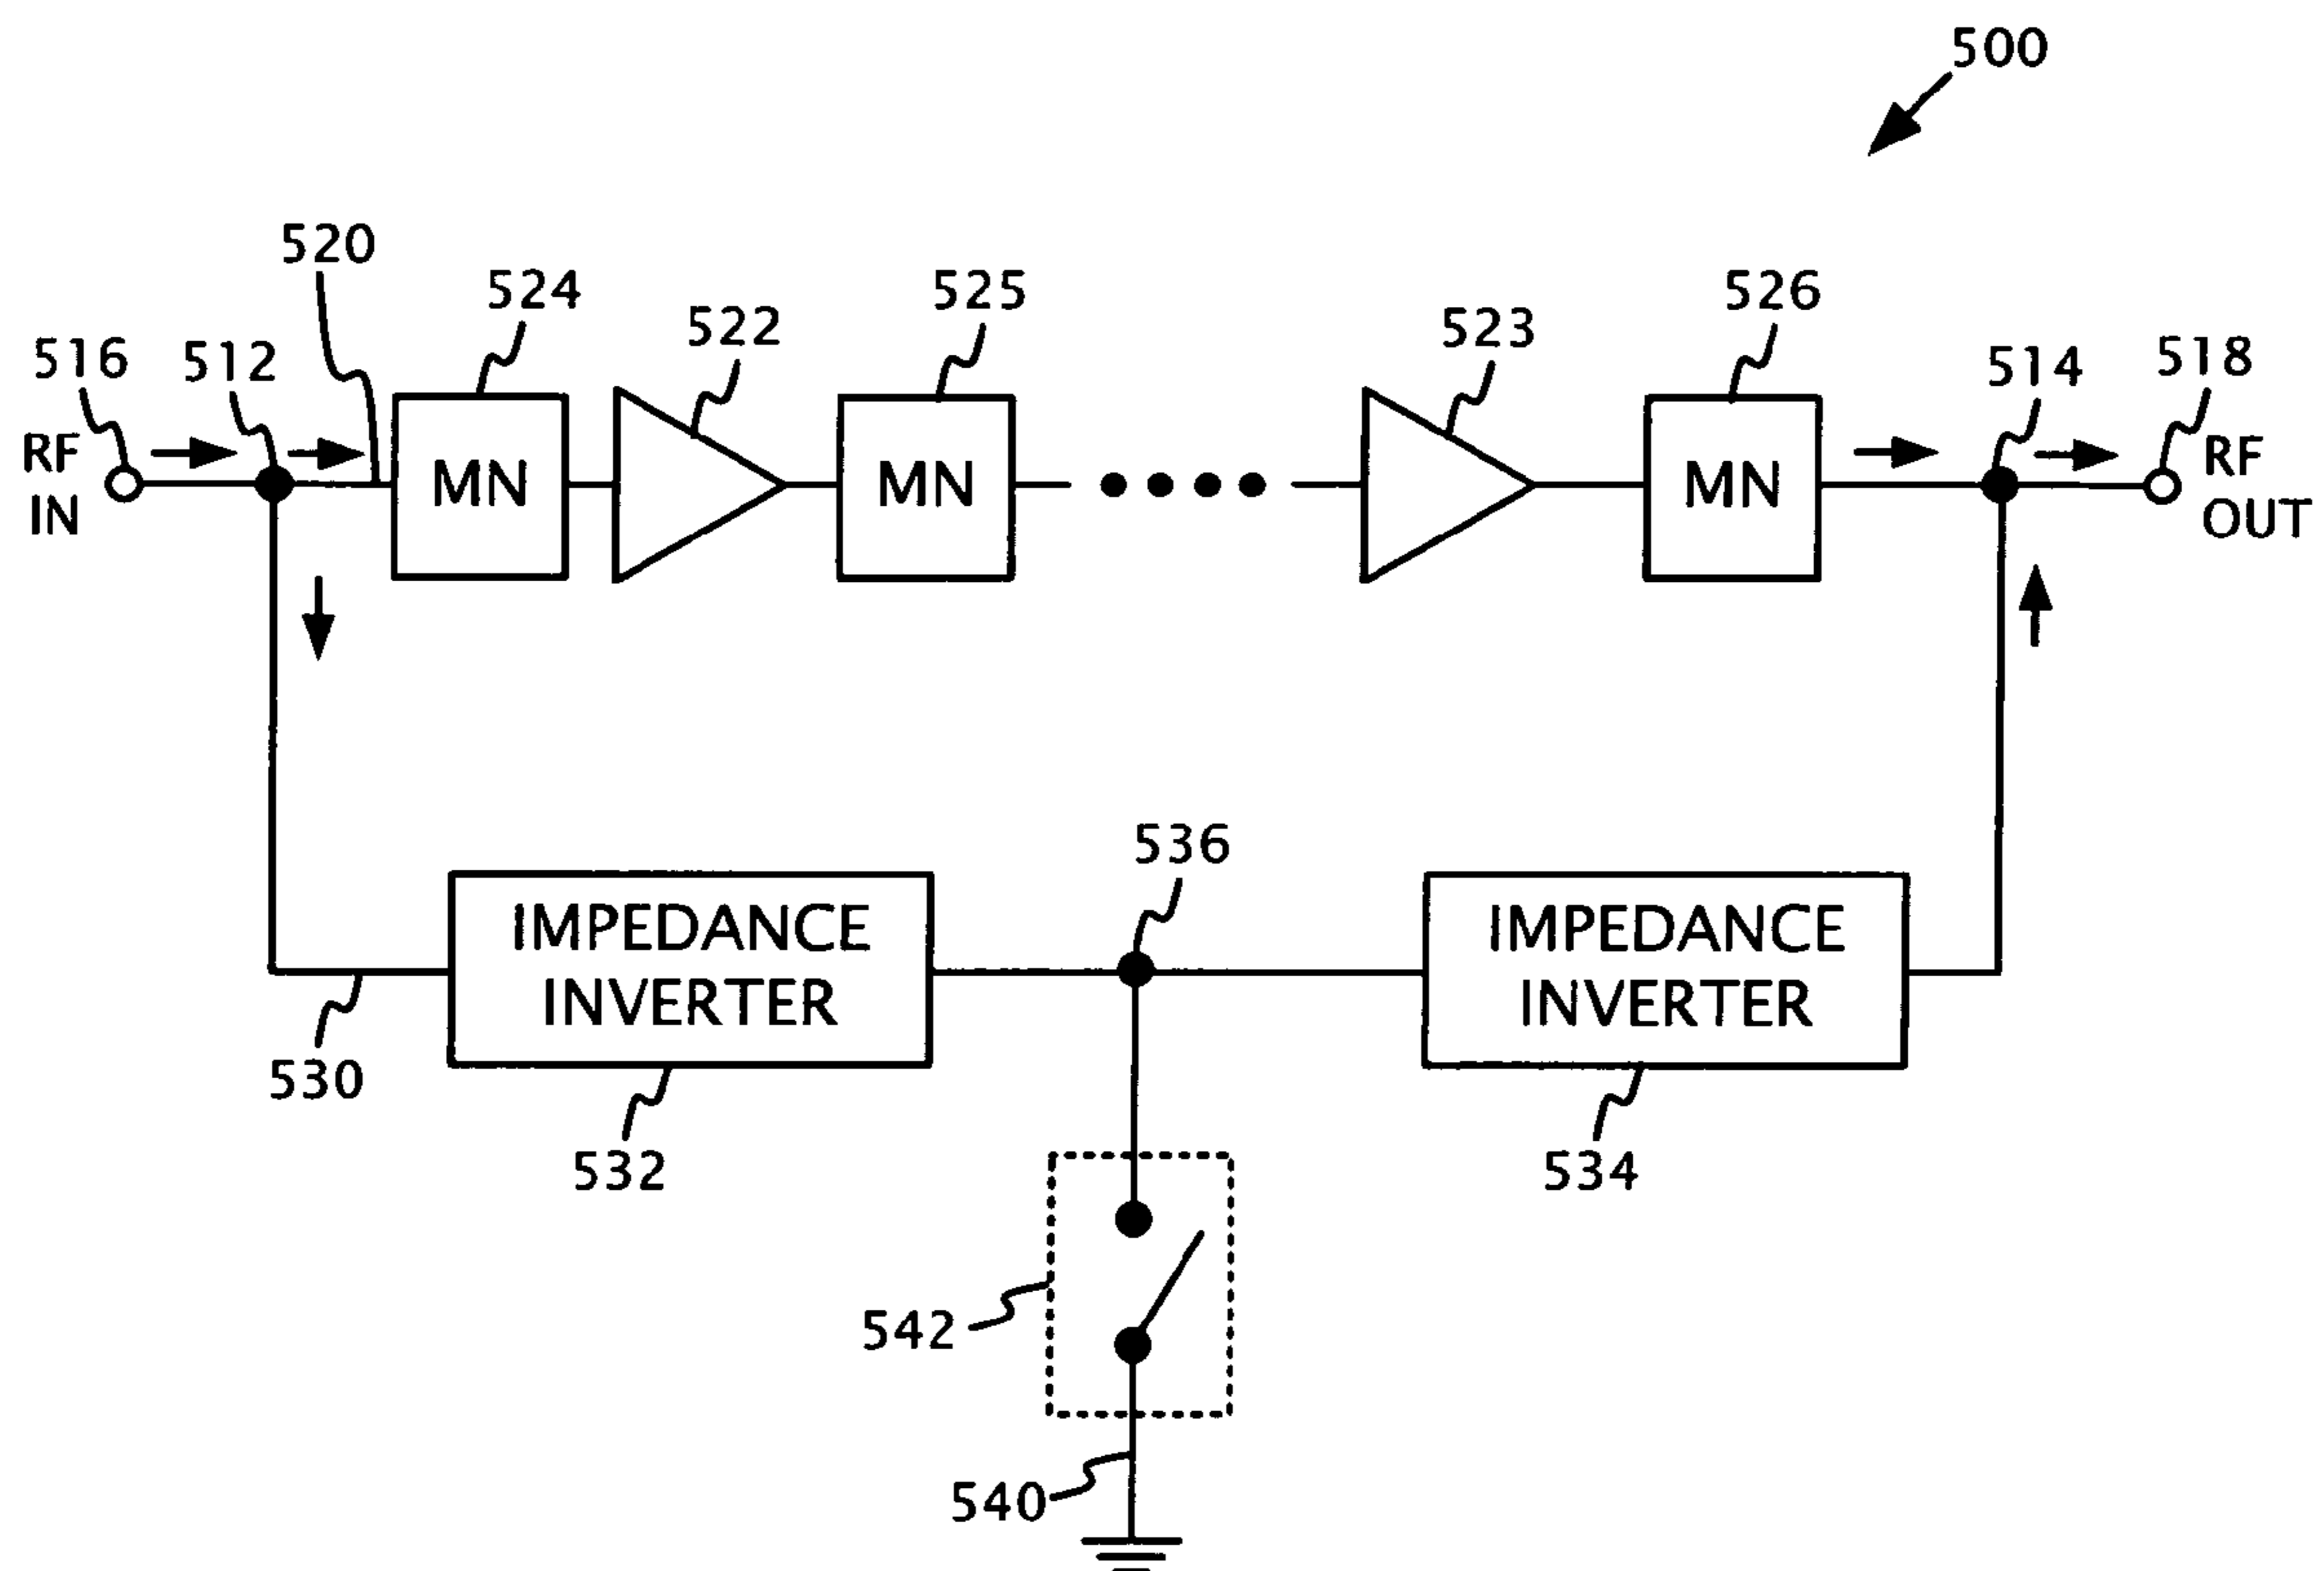 500
520
524
525
526
522
523
516
512
514
518
RF
IN
MN
MN
MN
RF
OUT
536
IMPEDANCE
INVERTER
IMPEDANCE
INVERTER
530
532
534
542
540